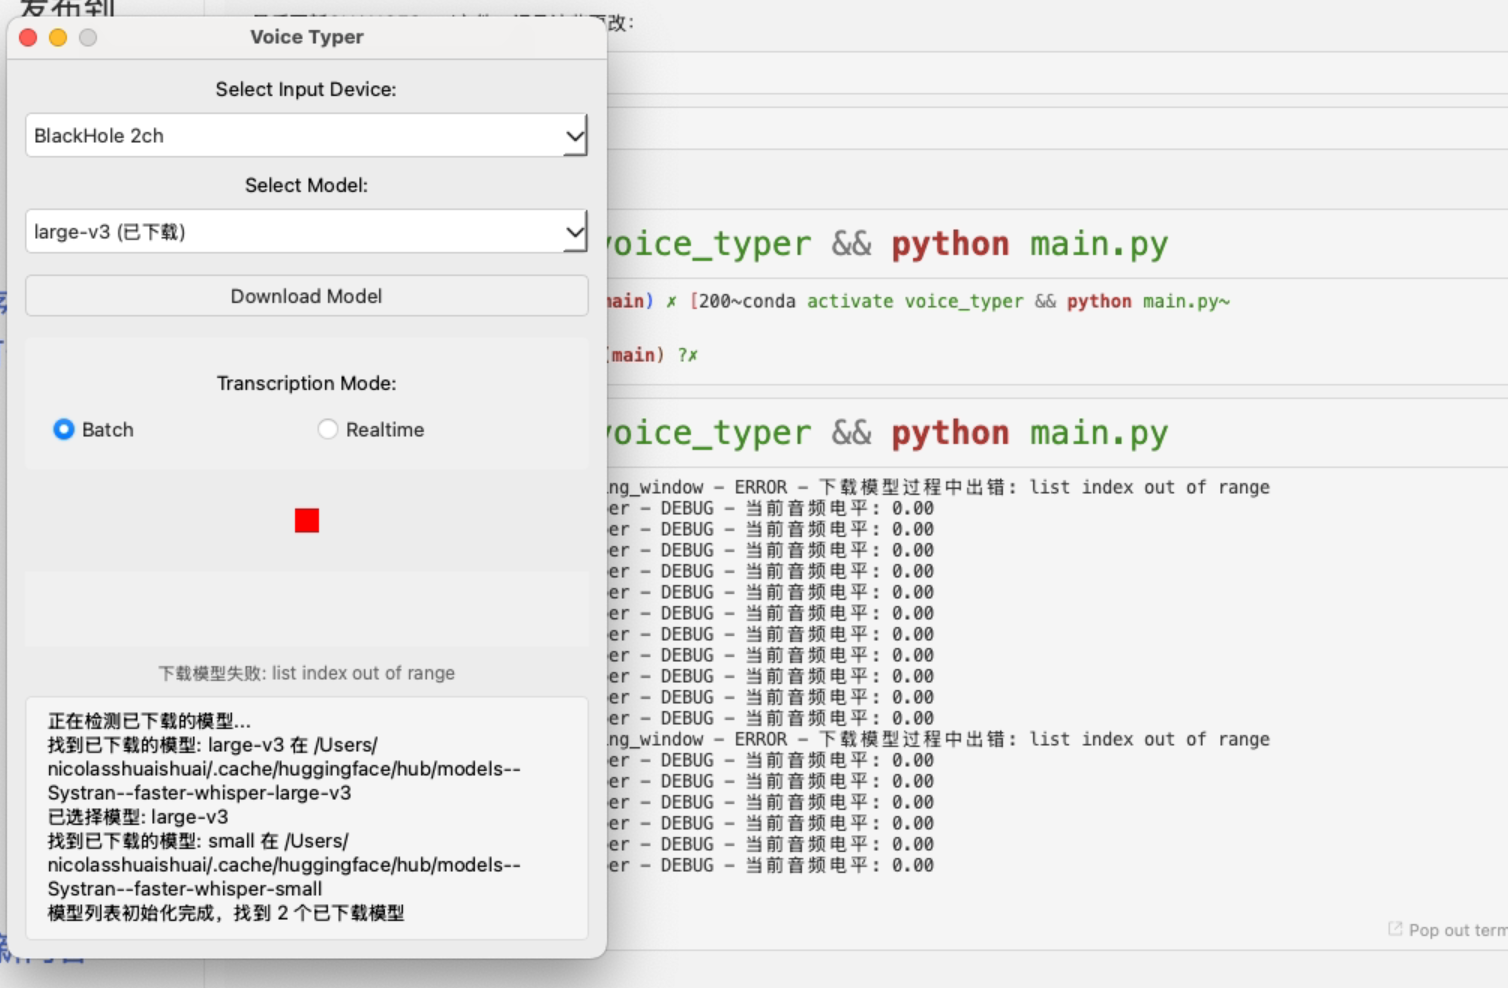 发布到
改：
Voice Typer
Select Input Device:
BlackHole 2ch
Select Model:
large-v3 (已下载)
Download Model
Transcription Mode:
Batch
Realtime
下载模型失败: list index out of range
正在检测已下载的模型...
找到已下载的模型: large-v3 在 /Users/
nicolasshuaishuai/.cache/huggingface/hub/models--
Systran--faster-whisper-large-v3
已选择模型: large-v3
找到已下载的模型: small 在 /Users/
nicolasshuaishuai/.cache/huggingface/hub/models--
Systran--faster-whisper-small
模型列表初始化完成，找到 2 个已下载模型
voice_typer && python main.py
main) ✗ [200~conda activate voice_typer && python main.py~
(main) ?✗
voice_typer && python main.py
ing_window - ERROR - 下载模型过程中出错: list index out of range
er - DEBUG - 当前音频电平: 0.00
er - DEBUG - 当前音频电平: 0.00
er - DEBUG - 当前音频电平: 0.00
er - DEBUG - 当前音频电平: 0.00
er - DEBUG - 当前音频电平: 0.00
er - DEBUG - 当前音频电平: 0.00
er - DEBUG - 当前音频电平: 0.00
er - DEBUG - 当前音频电平: 0.00
er - DEBUG - 当前音频电平: 0.00
er - DEBUG - 当前音频电平: 0.00
er - DEBUG - 当前音频电平: 0.00
ing_window - ERROR - 下载模型过程中出错: list index out of range
er - DEBUG - 当前音频电平: 0.00
er - DEBUG - 当前音频电平: 0.00
er - DEBUG - 当前音频电平: 0.00
er - DEBUG - 当前音频电平: 0.00
er - DEBUG - 当前音频电平: 0.00
er - DEBUG - 当前音频电平: 0.00
Pop out term